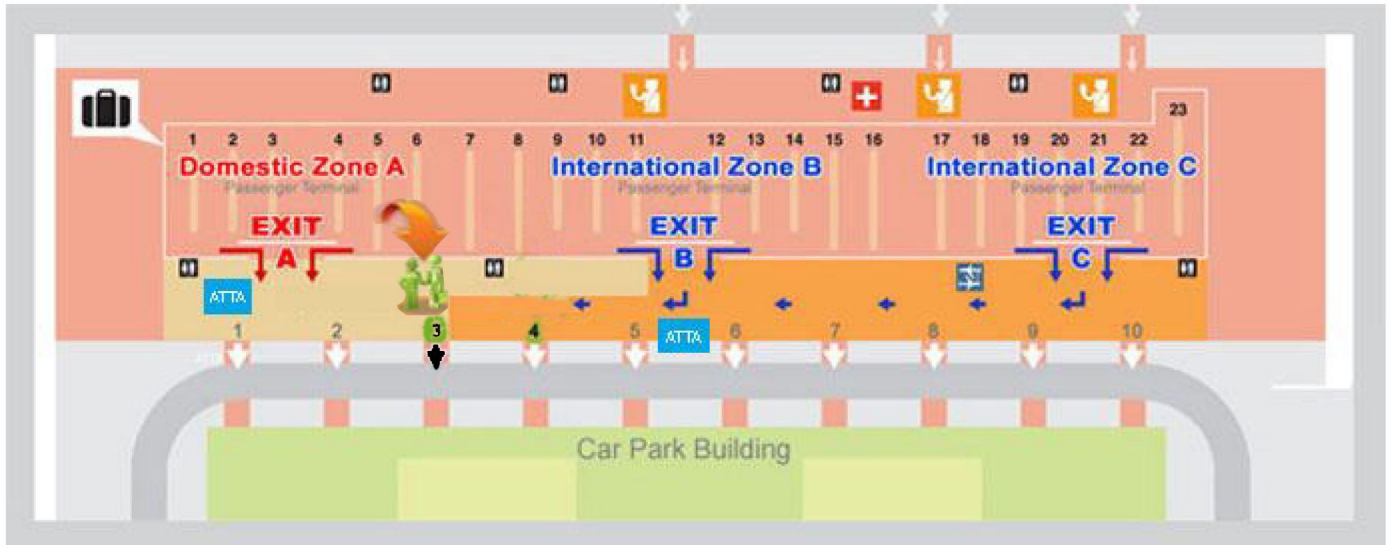 23
1 2 3 4 5 6 7 8 9 10 11 12 13 14 15 16 17 18 19 20 21 22
Domestic Zone A
Passenger Terminal
International Zone B
Passenger Terminal
International Zone C
Passenger Terminal
EXIT
A
EXIT
B
EXIT
C
ATTA
ATTA
1 2 3 4 5 6 7 8 9 10
Car Park Building